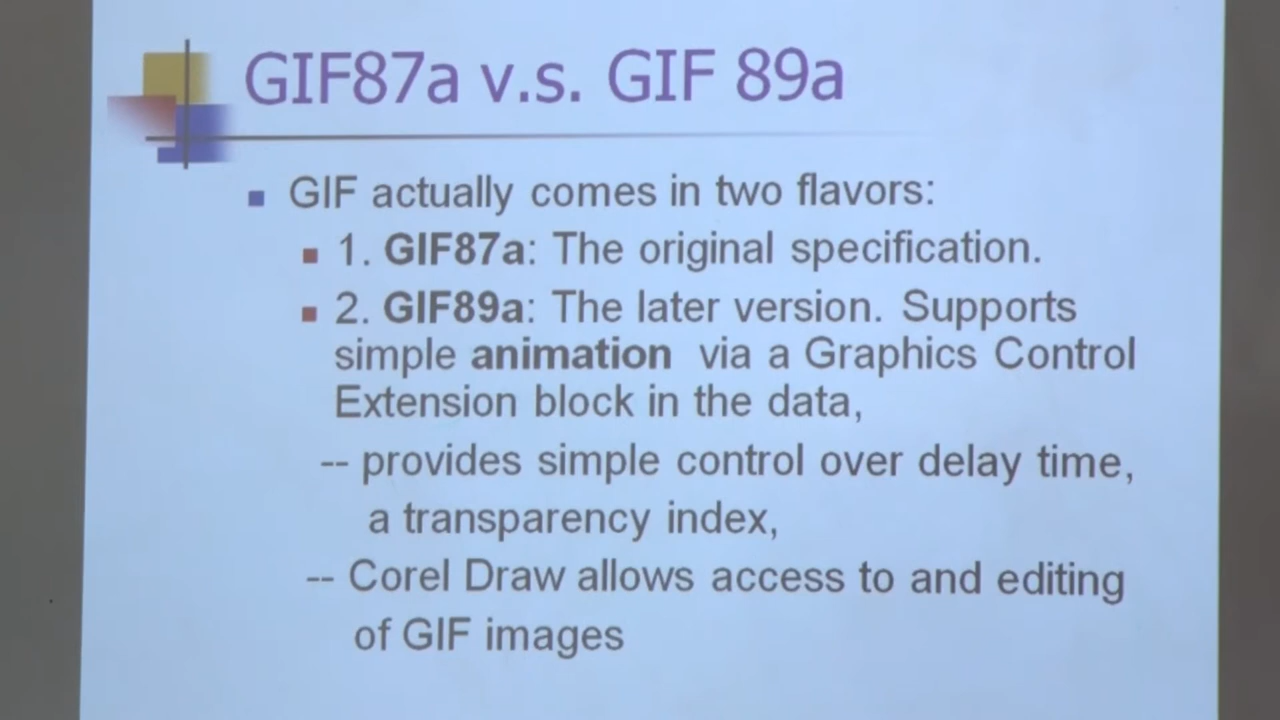 GIF87a v.s. GIF 89a
GIF actually comes in two flavors:
1. GIF87a: The original specification.
2. GIF89a: The later version. Supports
simple animation via a Graphics Control
Extension block in the data,
-- provides simple control over delay time,
a transparency index,
-- Corel Draw allows access to and editing
of GIF images